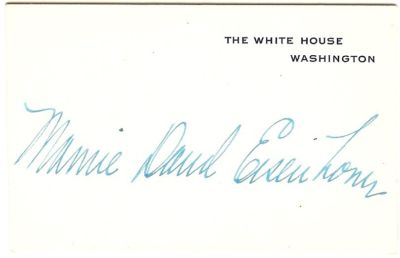 THE WHITE HOUSE
WASHINGTON
Mamie Doud Eisenhower